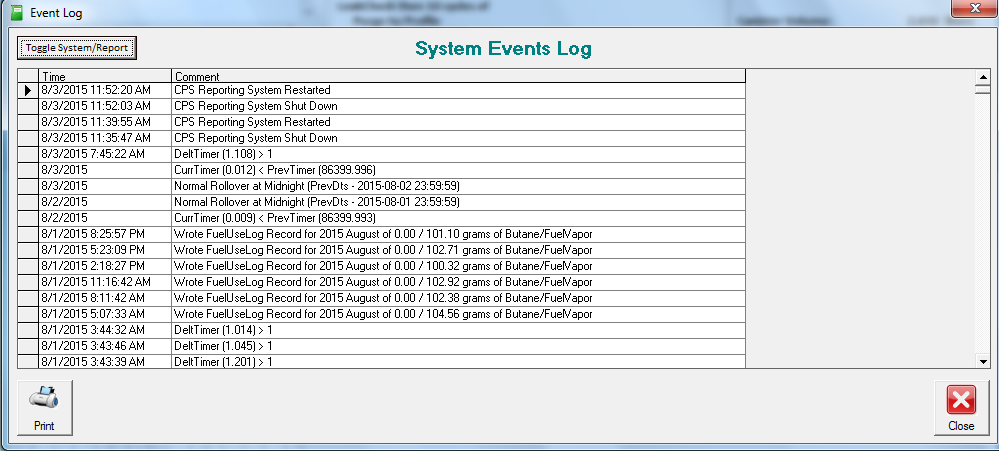 Event Log
Toggle System/Report
System Events Log
Time Comment
8/3/2015 11:52:20 AM CPS Reporting System Restarted
8/3/2015 11:52:03 AM CPS Reporting System Shut Down
8/3/2015 11:39:55 AM CPS Reporting System Restarted
8/3/2015 11:35:47 AM CPS Reporting System Shut Down
8/3/2015 7:45:22 AM DeltTimer (1.108) > 1
8/3/2015 CurrTimer (0.012) < PrevTimer (86399.996)
8/3/2015 Normal Rollover at Midnight (PrevDts - 2015-08-02 23:59:59)
8/2/2015 Normal Rollover at Midnight (PrevDts - 2015-08-01 23:59:59)
8/2/2015 CurrTimer (0.009) < PrevTimer (86399.993)
8/1/2015 8:25:57 PM Wrote FuelUseLog Record for 2015 August of 0.00 / 101.10 grams of Butane/FuelVapor
8/1/2015 5:23:09 PM Wrote FuelUseLog Record for 2015 August of 0.00 / 102.71 grams of Butane/FuelVapor
8/1/2015 2:18:27 PM Wrote FuelUseLog Record for 2015 August of 0.00 / 100.32 grams of Butane/FuelVapor
8/1/2015 11:16:42 AM Wrote FuelUseLog Record for 2015 August of 0.00 / 102.92 grams of Butane/FuelVapor
8/1/2015 8:11:42 AM Wrote FuelUseLog Record for 2015 August of 0.00 / 102.38 grams of Butane/FuelVapor
8/1/2015 5:07:33 AM Wrote FuelUseLog Record for 2015 August of 0.00 / 104.56 grams of Butane/FuelVapor
8/1/2015 3:44:32 AM DeltTimer (1.014) > 1
8/1/2015 3:43:46 AM DeltTimer (1.045) > 1
8/1/2015 3:43:39 AM DeltTimer (1.201) > 1
Print Close